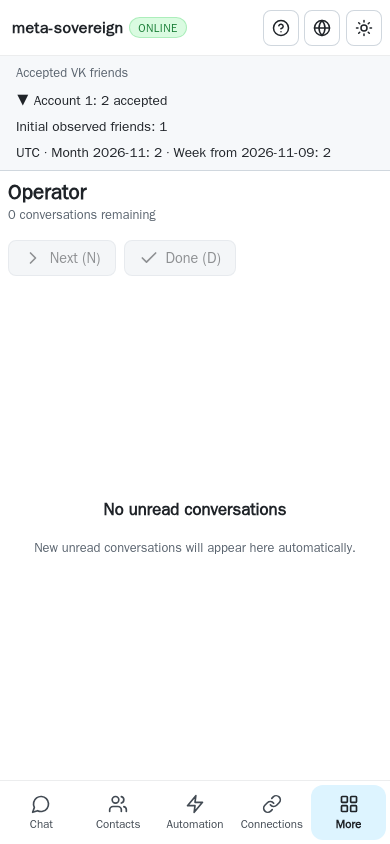 meta-sovereign ONLINE
Accepted VK friends
▼ Account 1: 2 accepted
Initial observed friends: 1
UTC · Month 2026-11: 2 · Week from 2026-11-09: 2
Operator
0 conversations remaining
Next (N) Done (D)
No unread conversations
New unread conversations will appear here automatically.
Chat Contacts Automation Connections More